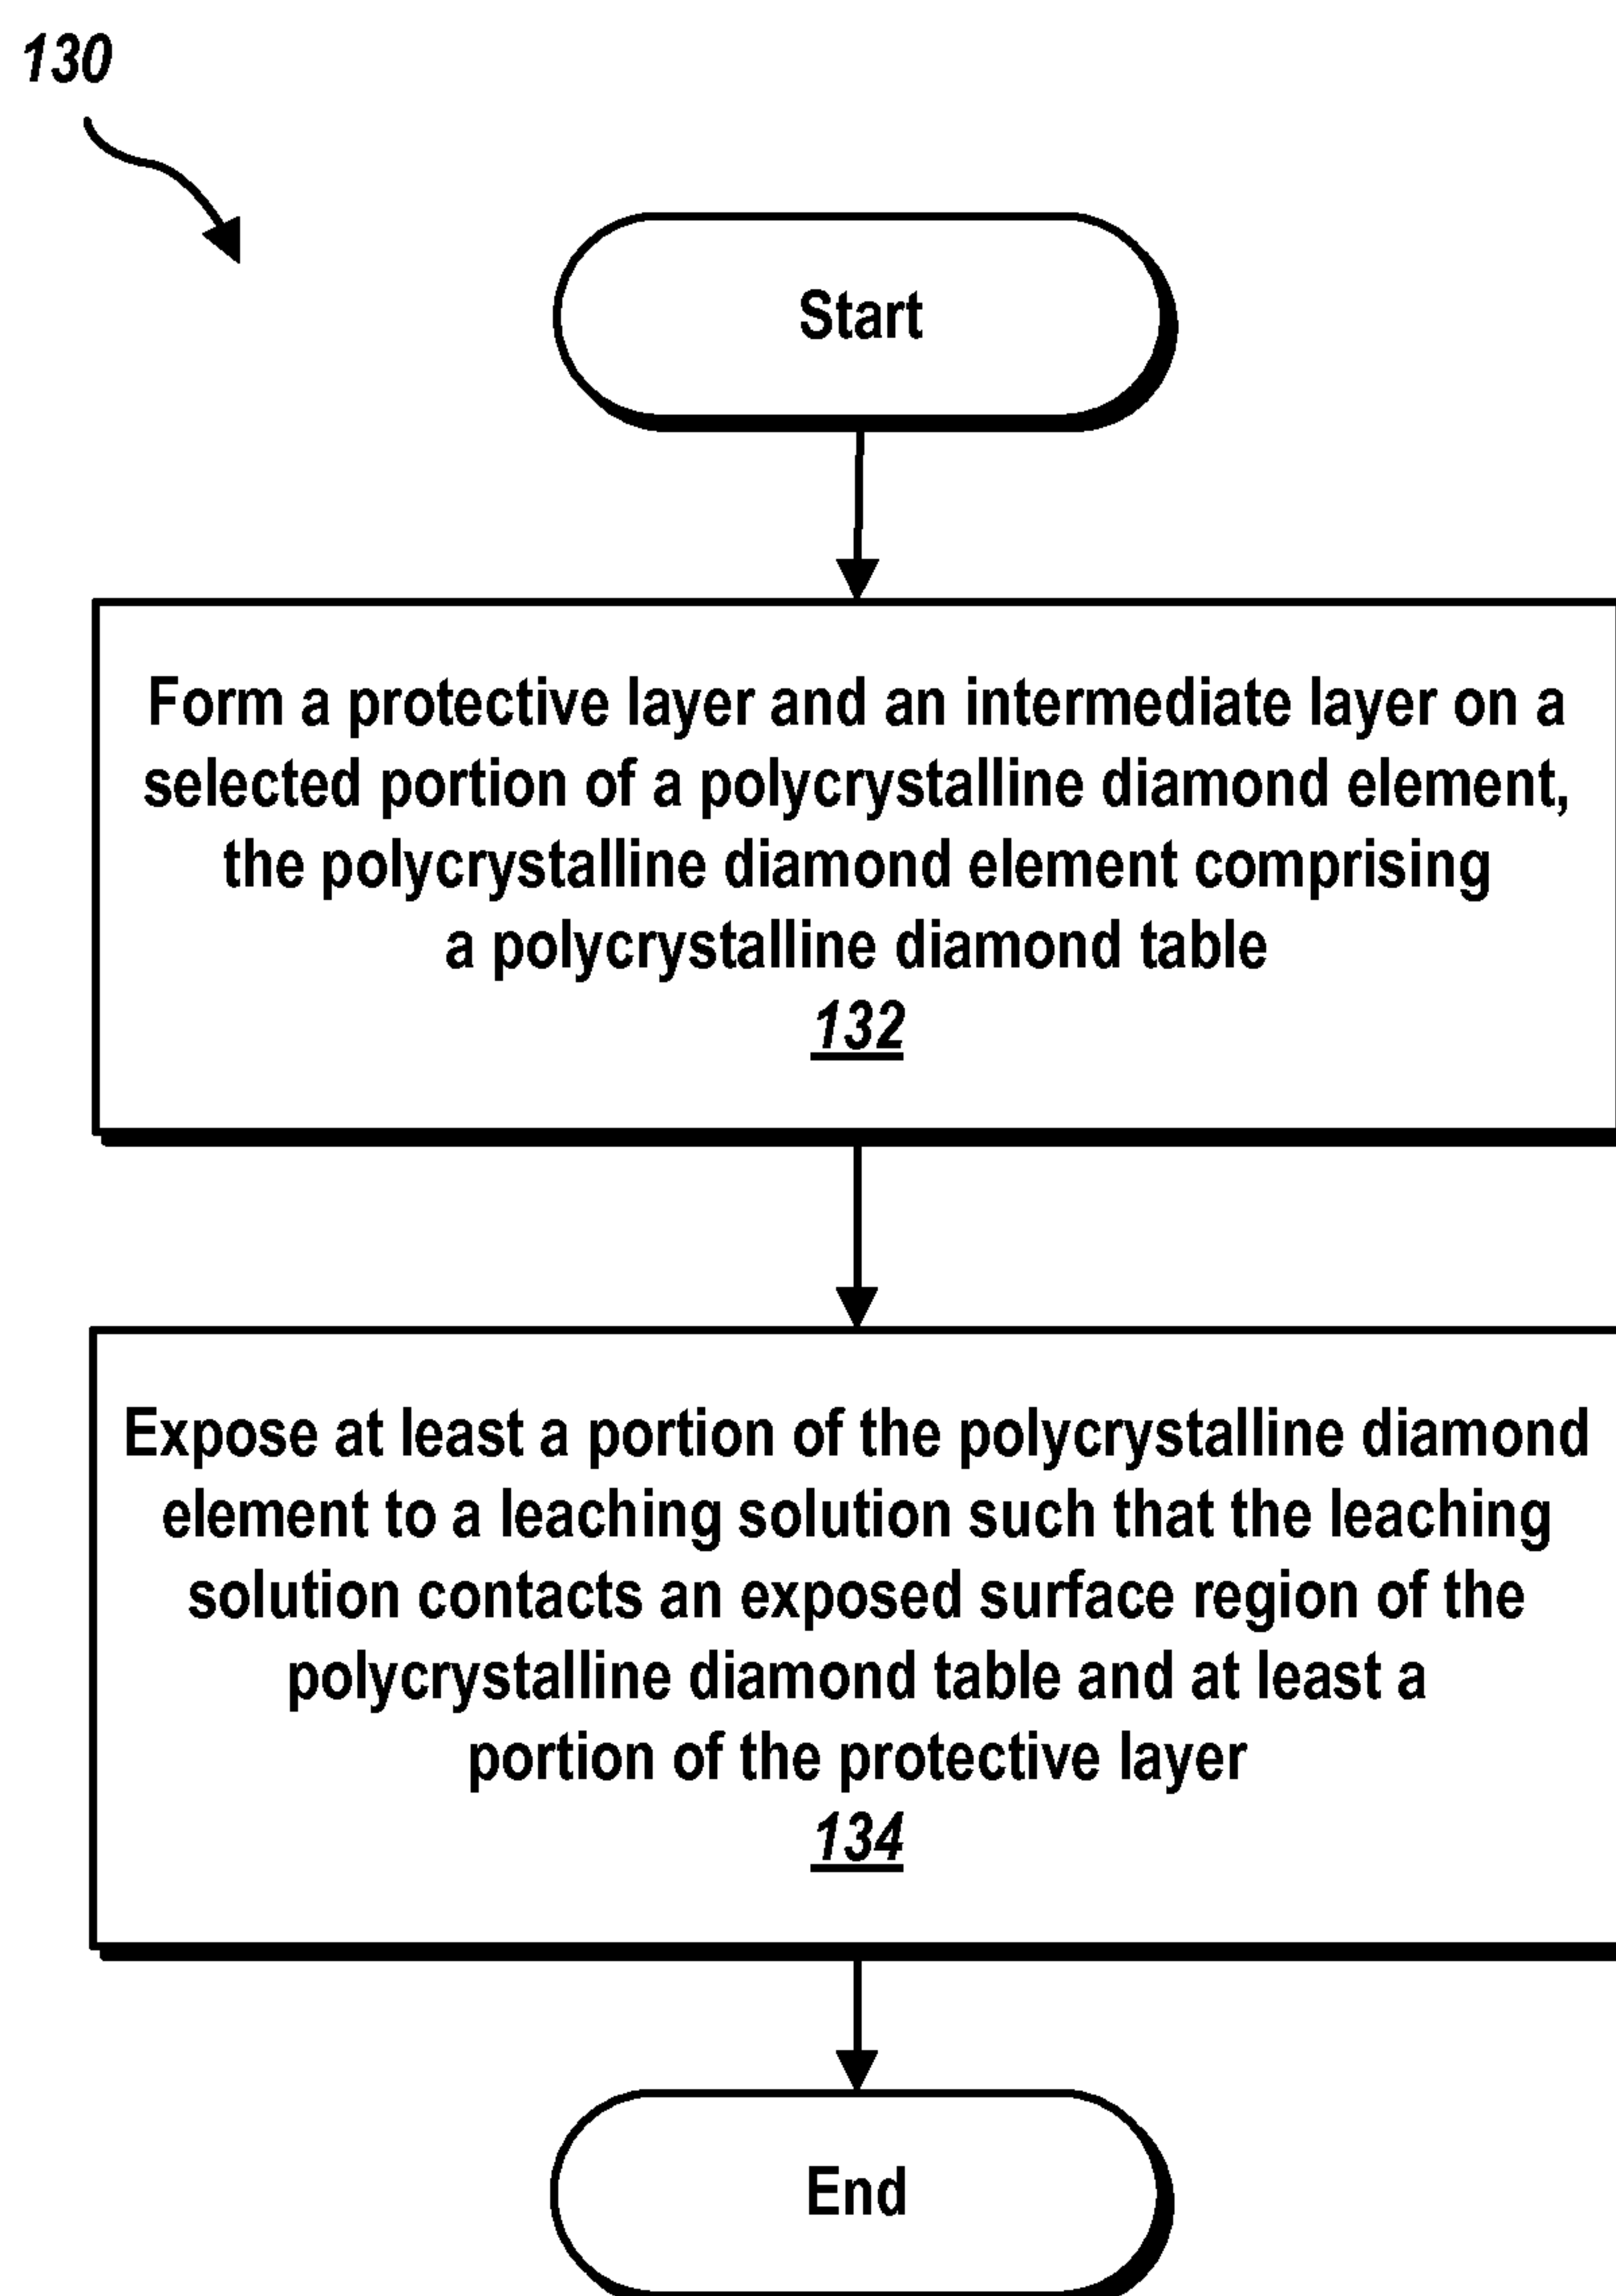 130
Start
Form a protective layer and an intermediate layer on a
selected portion of a polycrystalline diamond element,
the polycrystalline diamond element comprising
a polycrystalline diamond table
132
Expose at least a portion of the polycrystalline diamond
element to a leaching solution such that the leaching
solution contacts an exposed surface region of the
polycrystalline diamond table and at least a
portion of the protective layer
134
End